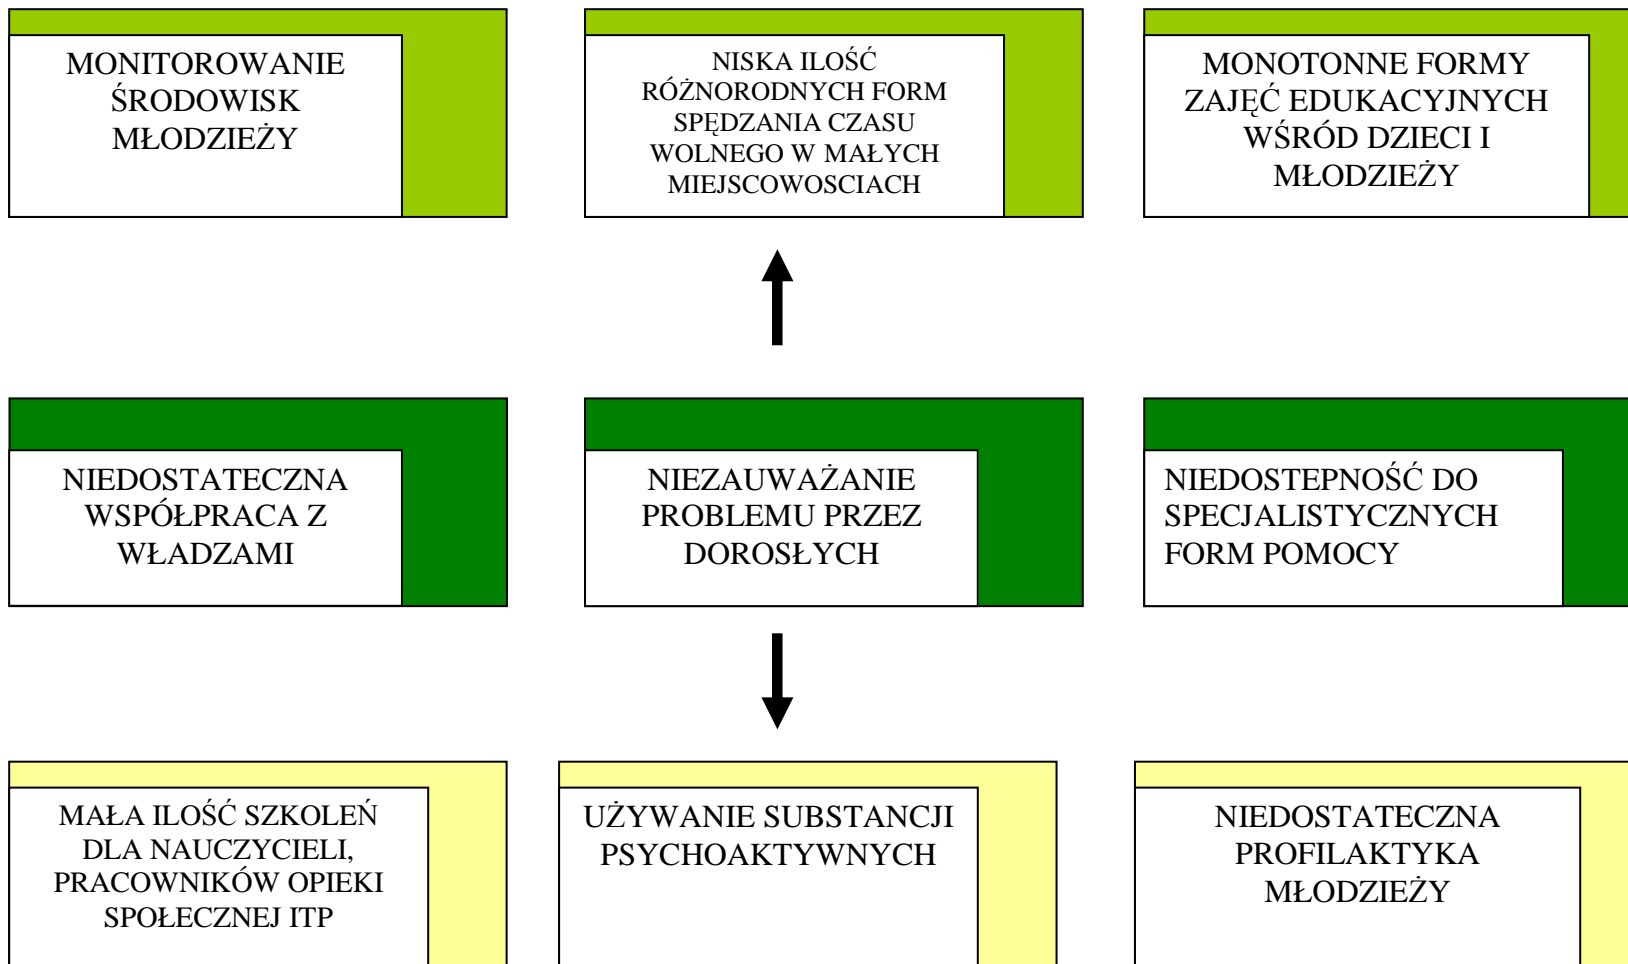 MONITOROWANIE
ŚRODOWISK
MŁODZIEŻY
NISKA ILOŚĆ
RÓŻNORODNYCH FORM
SPĘDZANIA CZASU
WOLNEGO W MAŁYCH
MIEJSCOWOSCIACH
MONOTONNE FORMY
ZAJĘĆ EDUKACYJNYCH
WŚRÓD DZIECI I
MŁODZIEŻY
NIEDOSTATECZNA
WSPÓŁPRACA Z
WŁADZAMI
NIEZAUWAŻANIE
PROBLEMU PRZEZ
DOROSŁYCH
NIEDOSTEPNOŚĆ DO
SPECJALISTYCZNYCH
FORM POMOCY
MAŁA ILOŚĆ SZKOLEŃ
DLA NAUCZYCIELI,
PRACOWNIKÓW OPIEKI
SPOŁECZNEJ ITP
UŻYWANIE SUBSTANCJI
PSYCHOAKTYWNYCH
NIEDOSTATECZNA
PROFILAKTYKA
MŁODZIEŻY